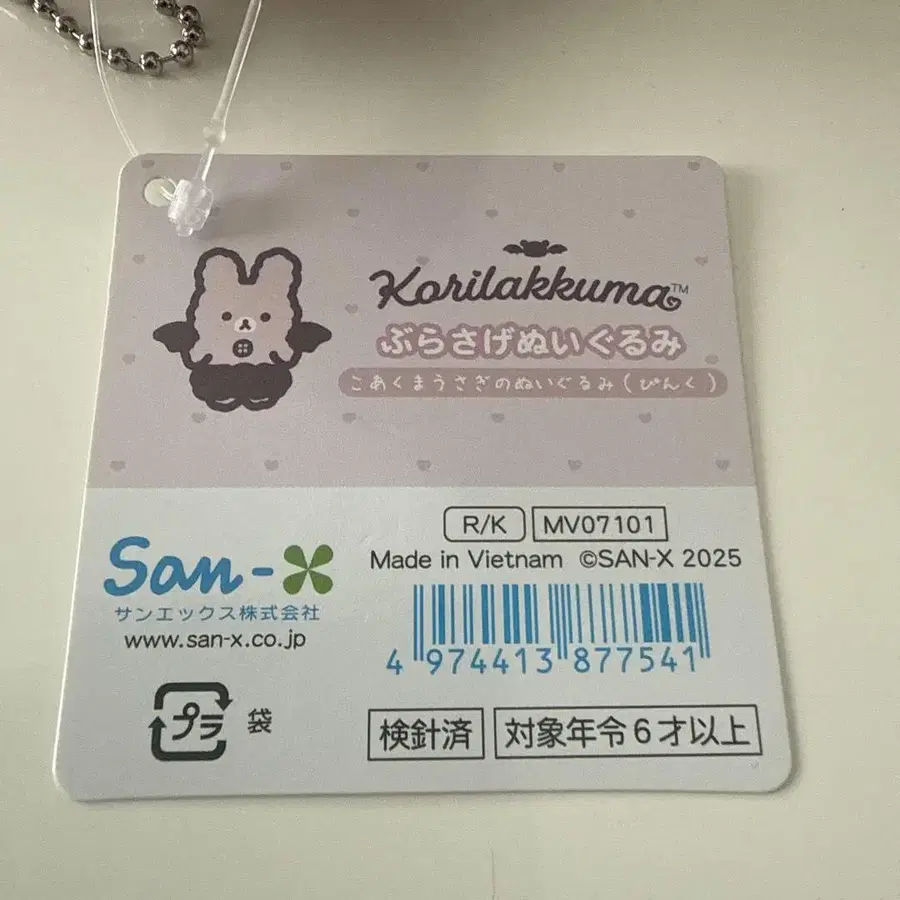 Korilakkuma™
ぶらさげぬいぐるみ
こあくまうさぎのぬいぐるみ(ぴんく)
R/K MV07101
Made in Vietnam ©SAN-X 2025
San-X
サンエックス株式会社
www.san-x.co.jp
4 974413 877541
プラ 袋
検針済 対象年令6才以上